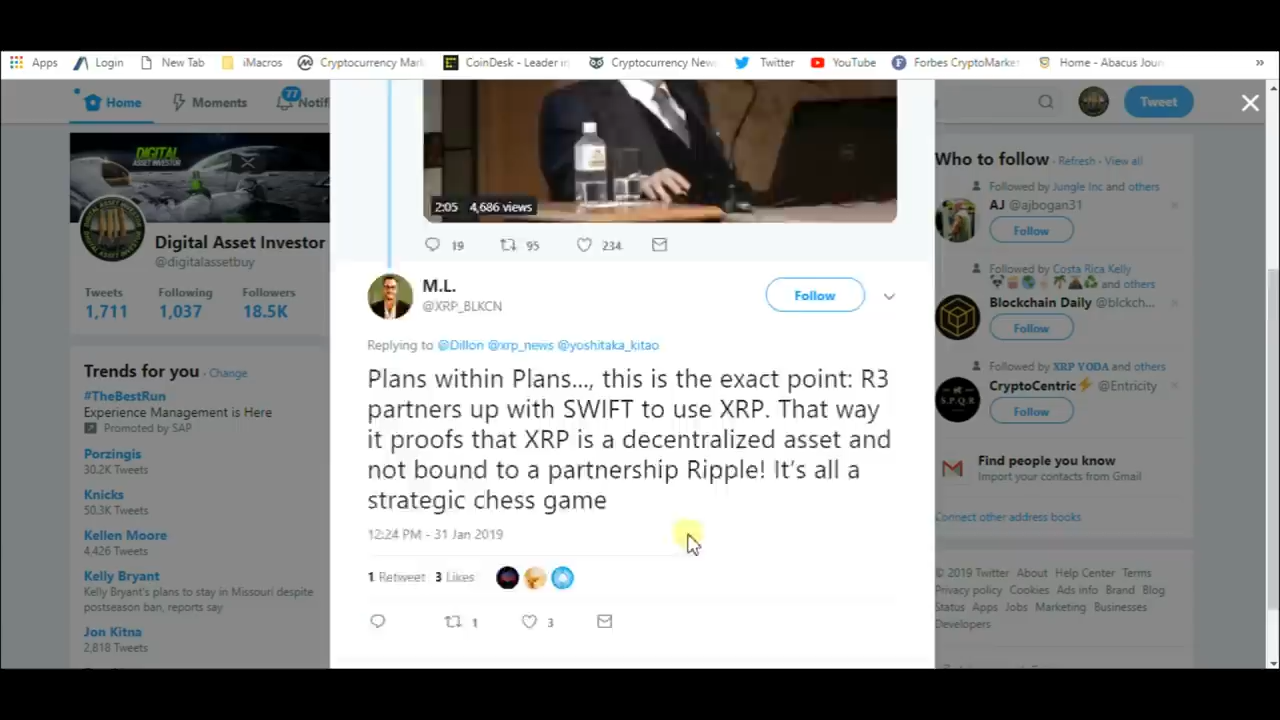 Apps Login New Tab iMacros Cryptocurrency Mar CoinDesk - Leader in Cryptocurrency New Twitter YouTube Forbes CryptoMarket Home - Abacus Jour »
Home Moments 77 Notif Tweet
DIGITAL
ASSET INVESTOR
Digital Asset Investor
@digitalassetbuy
Tweets Following Followers
1,711 1,037 18.5K
Trends for you · Change
#TheBestRun
Experience Management is Here
Promoted by SAP
Porzingis
30.2K Tweets
Knicks
50.3K Tweets
Kellen Moore
4,426 Tweets
Kelly Bryant
Kelly Bryant's plans to stay in Missouri despite
postseason ban, reports say
Jon Kitna
2,818 Tweets
2:05 4,686 views
19 95 234
M.L.
@XRP_BLKCN
Follow
Replying to @Dillon @xrp_news @yoshitaka_kitao
Plans within Plans..., this is the exact point: R3
partners up with SWIFT to use XRP. That way
it proofs that XRP is a decentralized asset and
not bound to a partnership Ripple! It's all a
strategic chess game
12:24 PM - 31 Jan 2019
1 Retweet 3 Likes
1 3
Who to follow · Refresh · View all
Followed by Jungle Inc and others
AJ @ajbogan31
Follow
Followed by Costa Rica Kelly
and others
Blockchain Daily @blckch...
Follow
Followed by XRP YODA and others
CryptoCentric⚡ @Entricity
S.P.Q.R
Follow
Find people you know
Import your contacts from Gmail
Connect other address books
© 2019 Twitter About Help Center Terms
Privacy policy Cookies Ads info Brand Blog
Status Apps Jobs Marketing Businesses
Developers